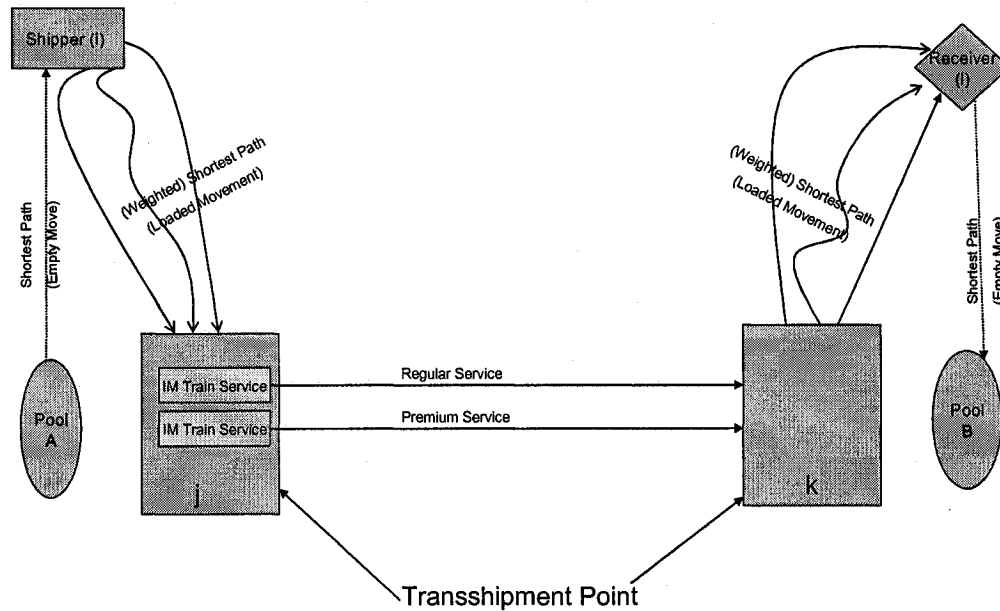 Shipper (I)
Receiver
(I)
(Weighted) Shortest Path
(Loaded Movement)
(Weighted) Shortest Path
(Loaded Movement)
Shortest Path
(Empty Move)
Shortest Path
(Empty Move)
Pool
A
IM Train Service
IM Train Service
j
Regular Service
Premium Service
k
Pool
B
Transshipment Point